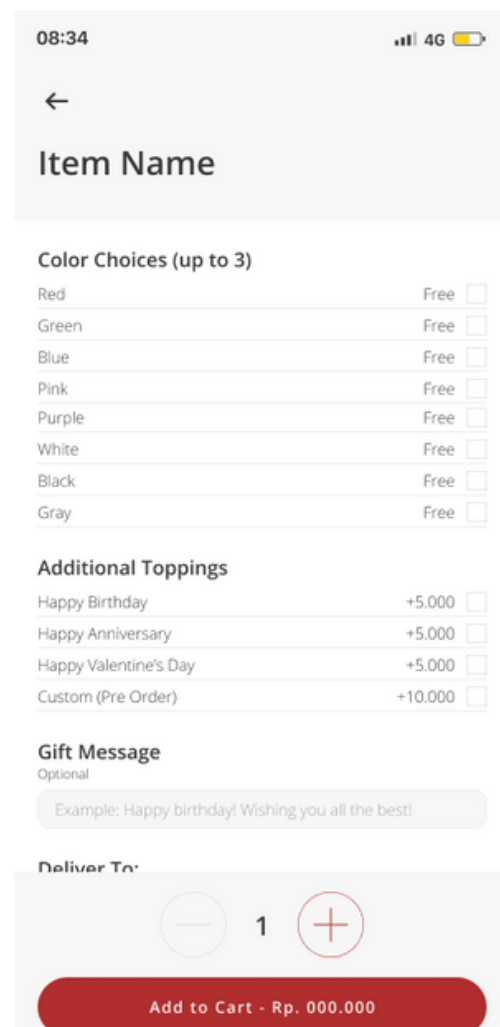 08:34 4G
Item Name
Color Choices (up to 3)
Red Free
Green Free
Blue Free
Pink Free
Purple Free
White Free
Black Free
Gray Free
Additional Toppings
Happy Birthday +5.000
Happy Anniversary +5.000
Happy Valentine's Day +5.000
Custom (Pre Order) +10.000
Gift Message
Optional
Example: Happy birthday! Wishing you all the best!
Deliver To:
1
Add to Cart - Rp. 000.000